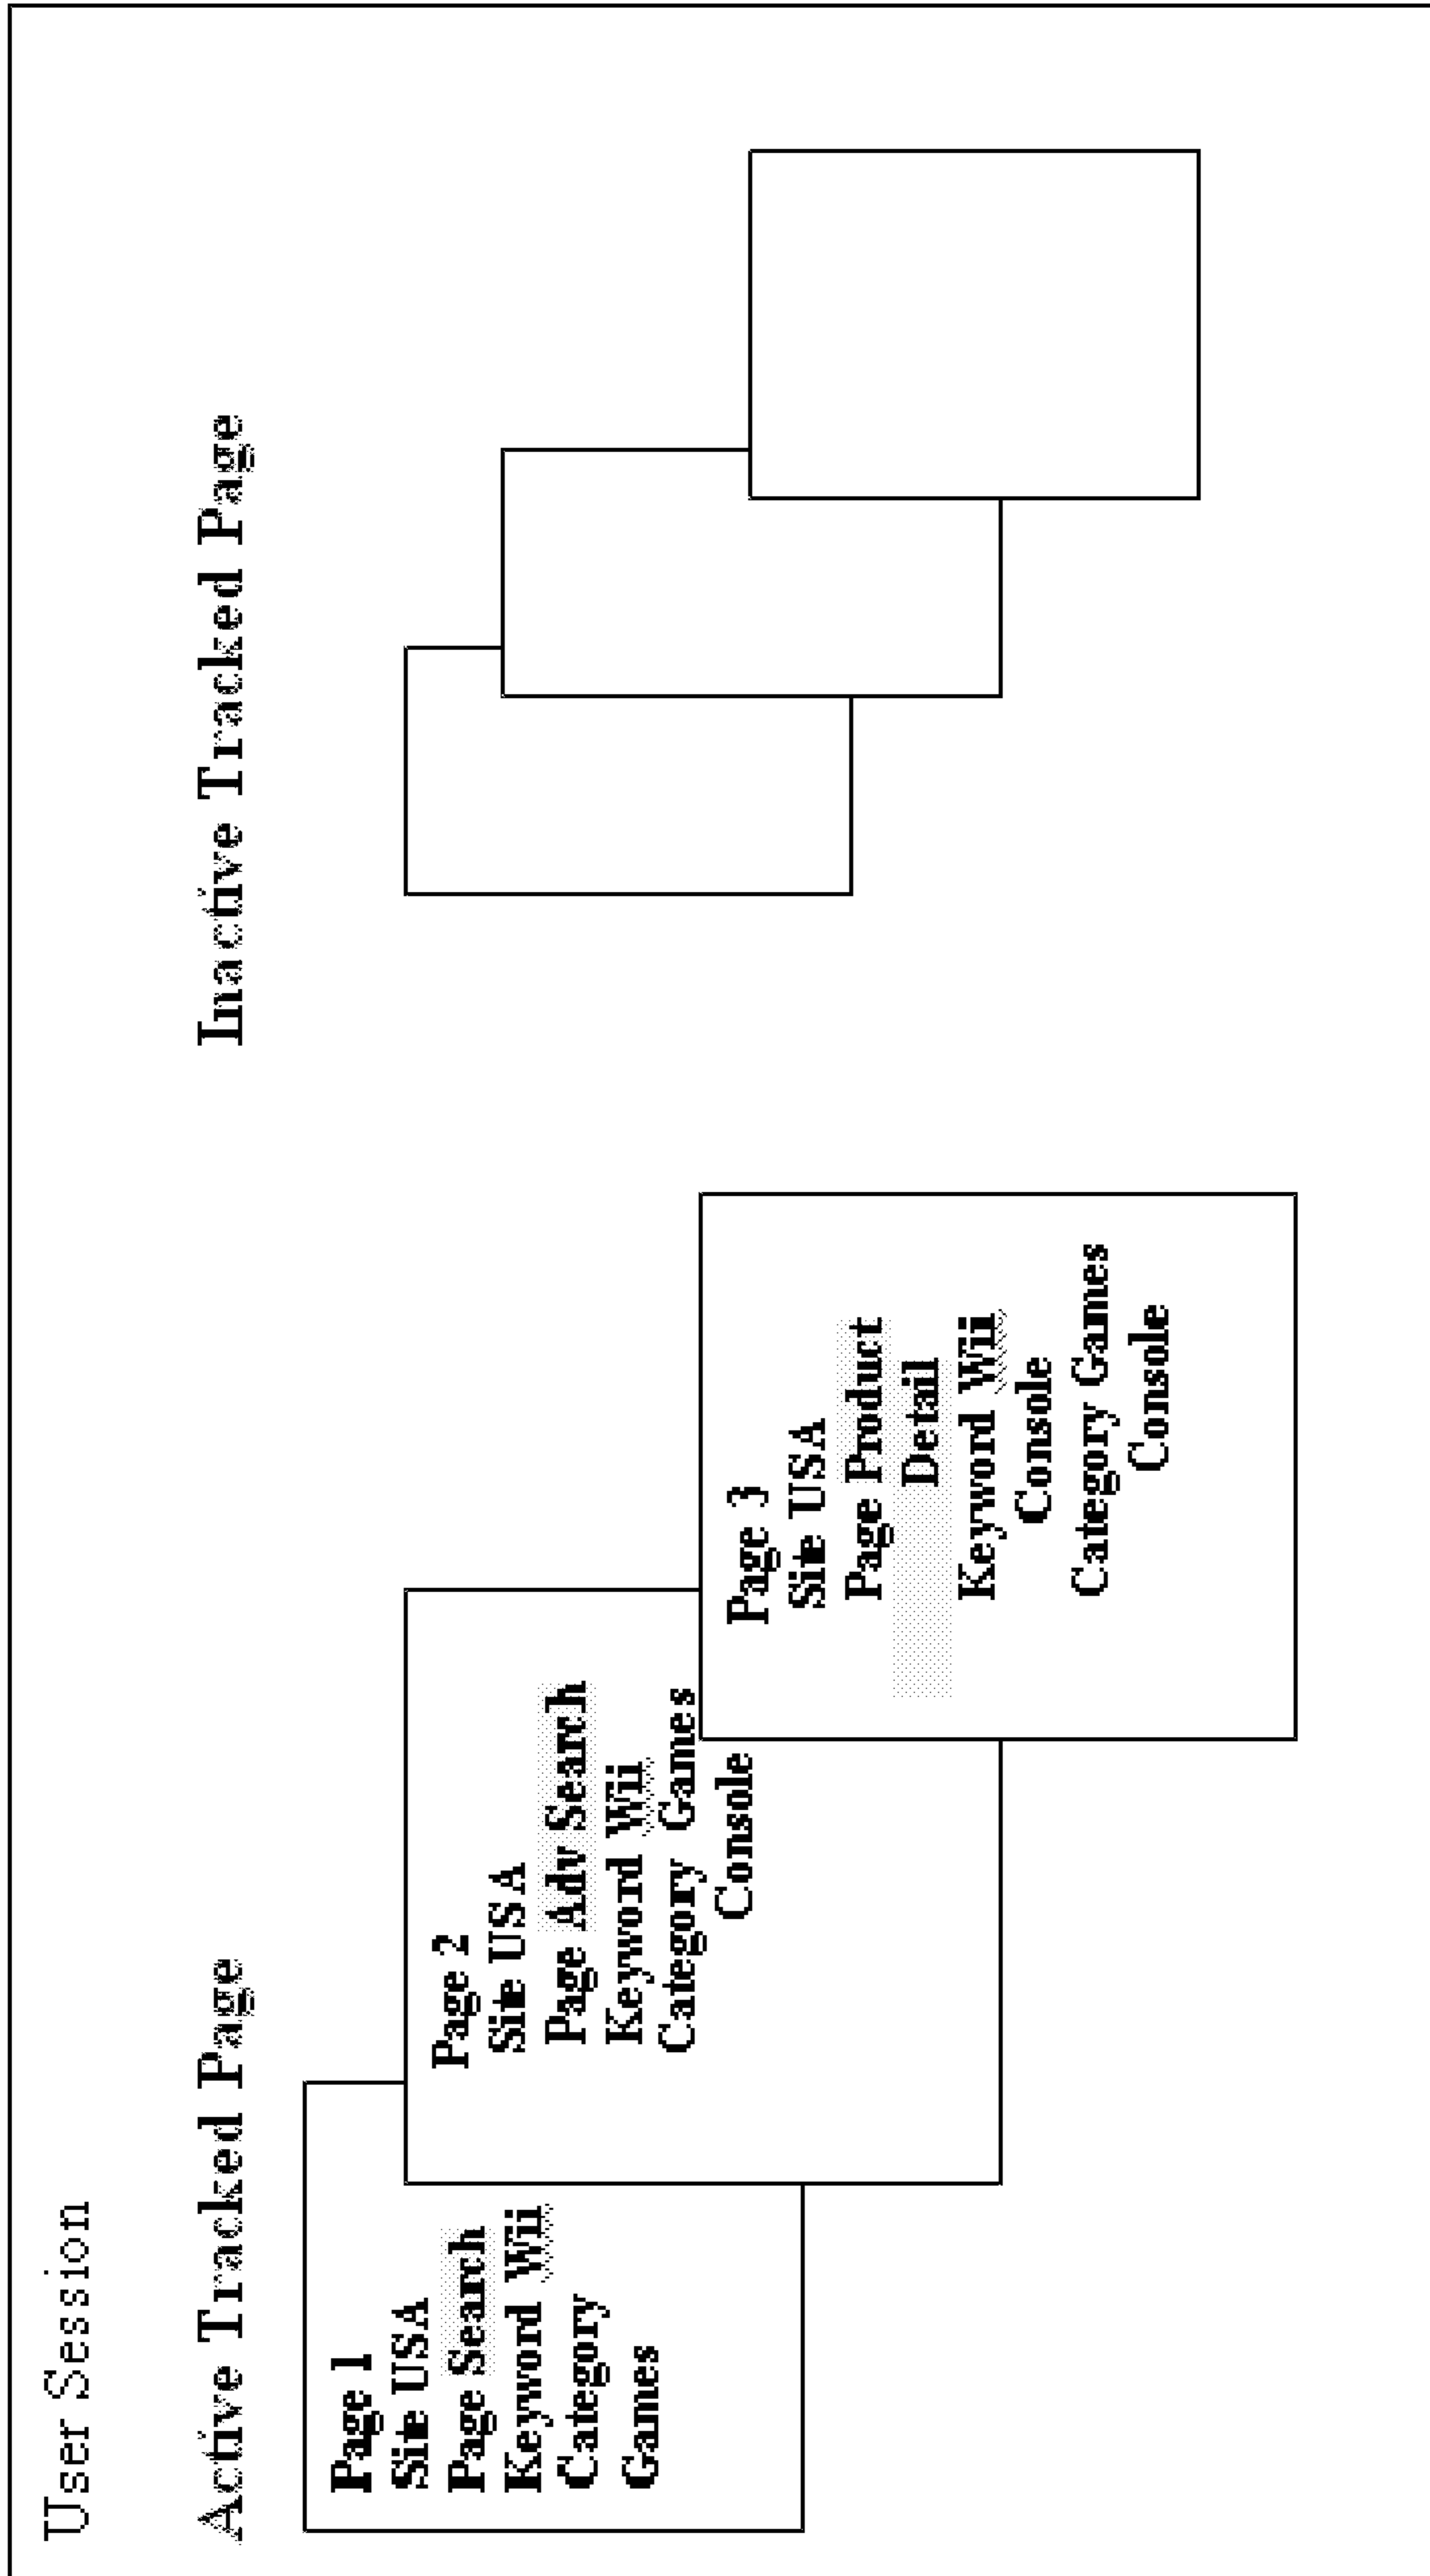 User Session
Active Tracked Page
Page 1
Site USA
Page Search
Keyword Wii
Category
Games
Page 2
Site USA
Page Adv Search
Keyword Wii
Category Games
Console
Page 3
Site USA
Page Product
Detail
Keyword Wii
Console
Category Games
Console
Inactive Tracked Page